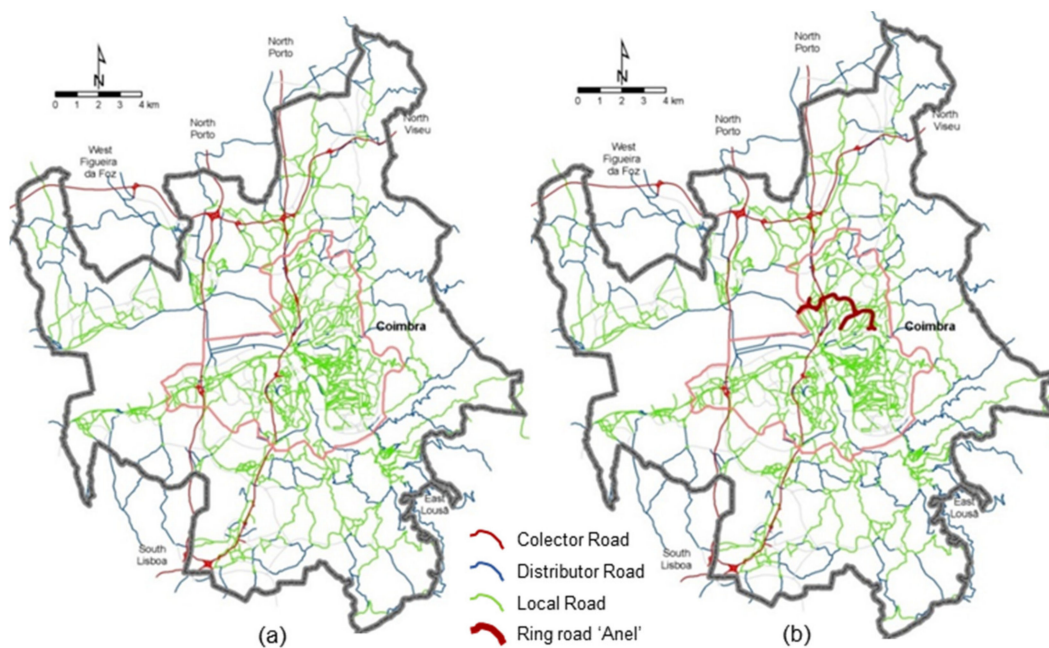 North
Porto
N
0 1 2 4 km
North
Porto
North
Viseu
West
Figueira
da Foz
Coimbra
East
Lousã
South
Lisboa
(a)
North
Porto
N
0 1 2 4 km
North
Porto
North
Viseu
West
Figueira
da Foz
Coimbra
East
Lousã
South
Lisboa
(b)
Colector Road
Distributor Road
Local Road
Ring road 'Anel'